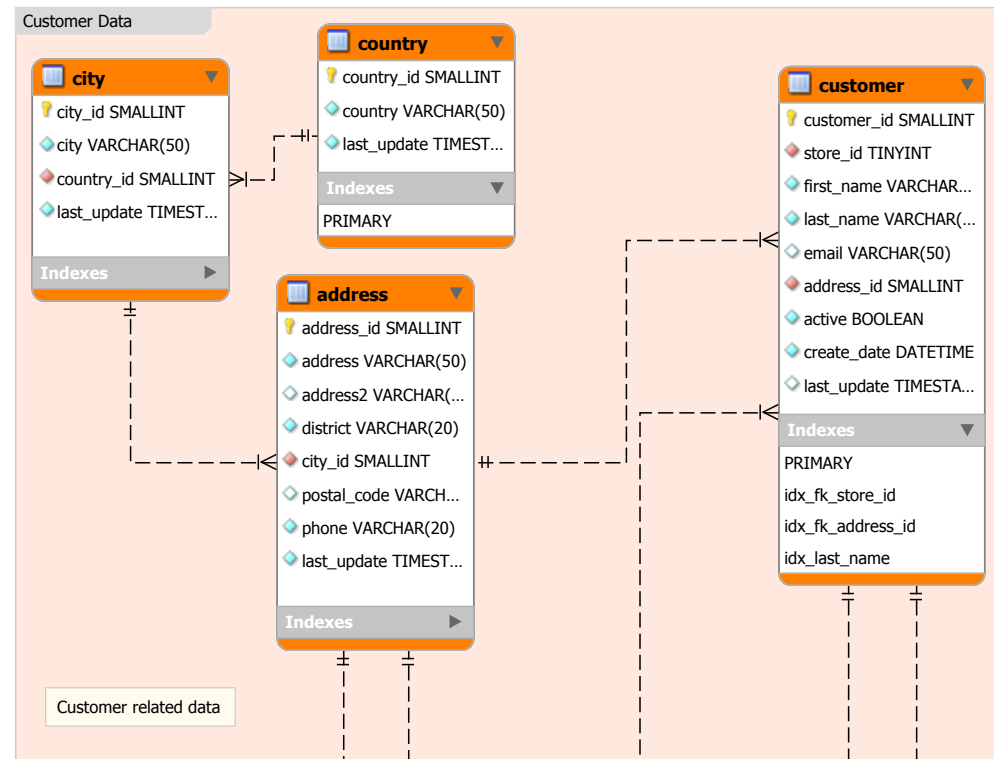 Customer Data
city
city_id SMALLINT
city VARCHAR(50)
country_id SMALLINT
last_update TIMEST...
Indexes
country
country_id SMALLINT
country VARCHAR(50)
last_update TIMEST...
Indexes
PRIMARY
address
address_id SMALLINT
address VARCHAR(50)
address2 VARCHAR(...
district VARCHAR(20)
city_id SMALLINT
postal_code VARCH...
phone VARCHAR(20)
last_update TIMEST...
Indexes
customer
customer_id SMALLINT
store_id TINYINT
first_name VARCHAR...
last_name VARCHAR(...
email VARCHAR(50)
address_id SMALLINT
active BOOLEAN
create_date DATETIME
last_update TIMESTA...
Indexes
PRIMARY
idx_fk_store_id
idx_fk_address_id
idx_last_name
Customer related data